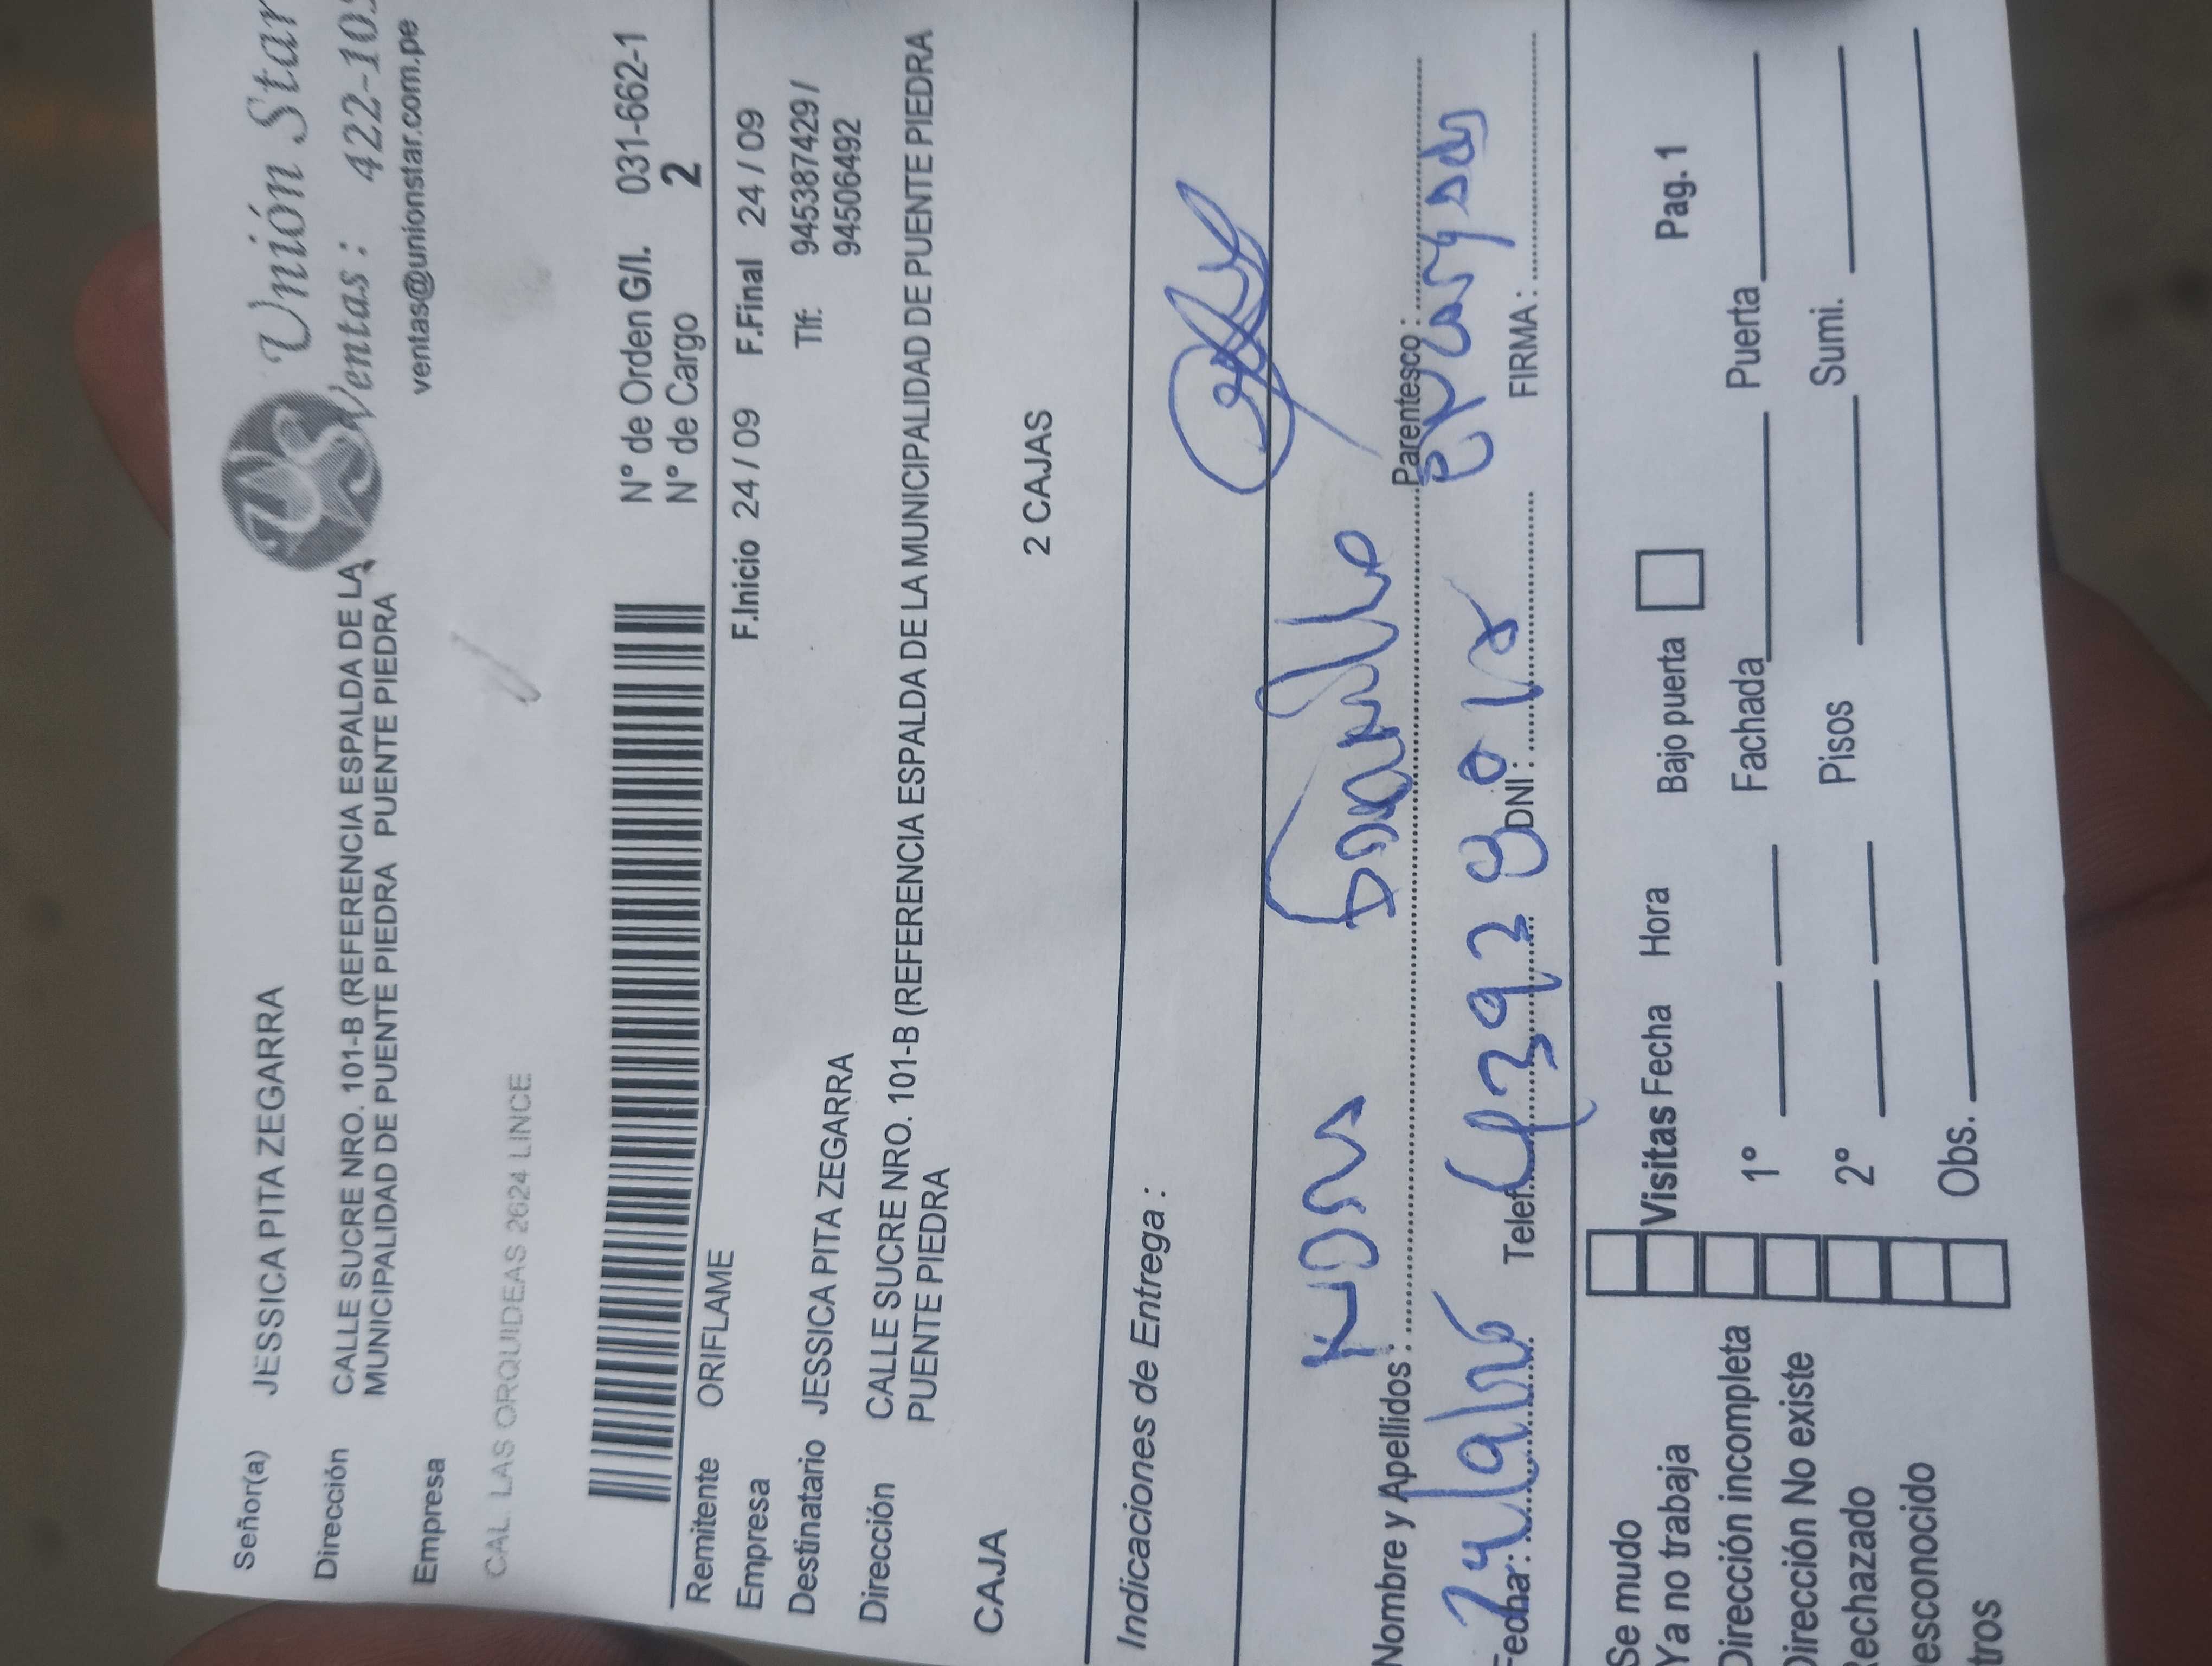 Unión Star
Ventas : 422-105
ventas@unionstar.com.pe
Señor(a) JESSICA PITA ZEGARRA
Dirección CALLE SUCRE NRO. 101-B (REFERENCIA ESPALDA DE LA
MUNICIPALIDAD DE PUENTE PIEDRA PUENTE PIEDRA
Empresa
CAL. LAS ORQUIDEAS 2624 LINCE
N° de Orden G/I. 031-662-1
N° de Cargo 2
Remitente ORIFLAME
Empresa F.Inicio 24 / 09 F.Final 24 / 09
Destinatario JESSICA PITA ZEGARRA Tlf: 945387429 /
94506492
Dirección CALLE SUCRE NRO. 101-B (REFERENCIA ESPALDA DE LA MUNICIPALIDAD DE PUENTE PIEDRA
PUENTE PIEDRA
CAJA 2 CAJAS
Indicaciones de Entrega :
Nombre y Apellidos : Parentesco :
Fecha : Telef. DNI : FIRMA :
Se mudo
Ya no trabaja Visitas Fecha Hora Bajo puerta Pag. 1
Dirección incompleta 1° Fachada Puerta
Dirección No existe
Rechazado 2° Pisos Sumi.
esconocido
tros Obs.